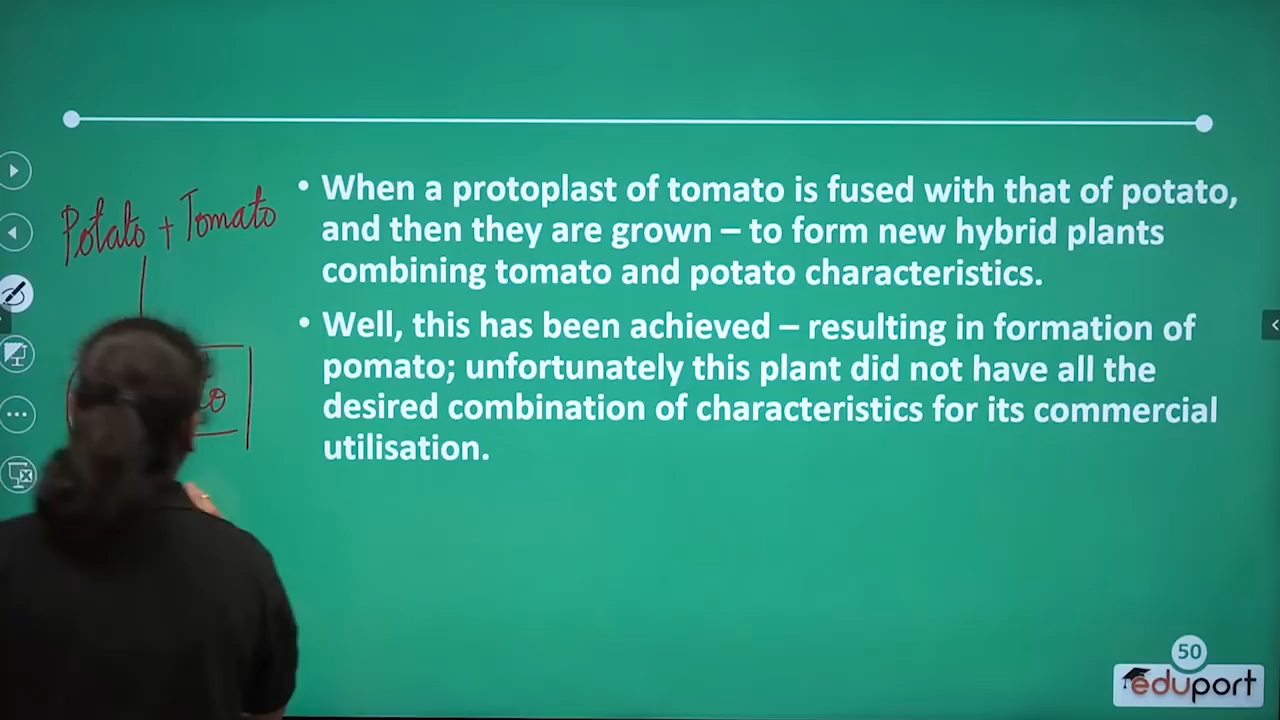 Potato + Tomato
• When a protoplast of tomato is fused with that of potato,
and then they are grown – to form new hybrid plants
combining tomato and potato characteristics.
• Well, this has been achieved – resulting in formation of
pomato; unfortunately this plant did not have all the
desired combination of characteristics for its commercial
utilisation.
to
50
eduport